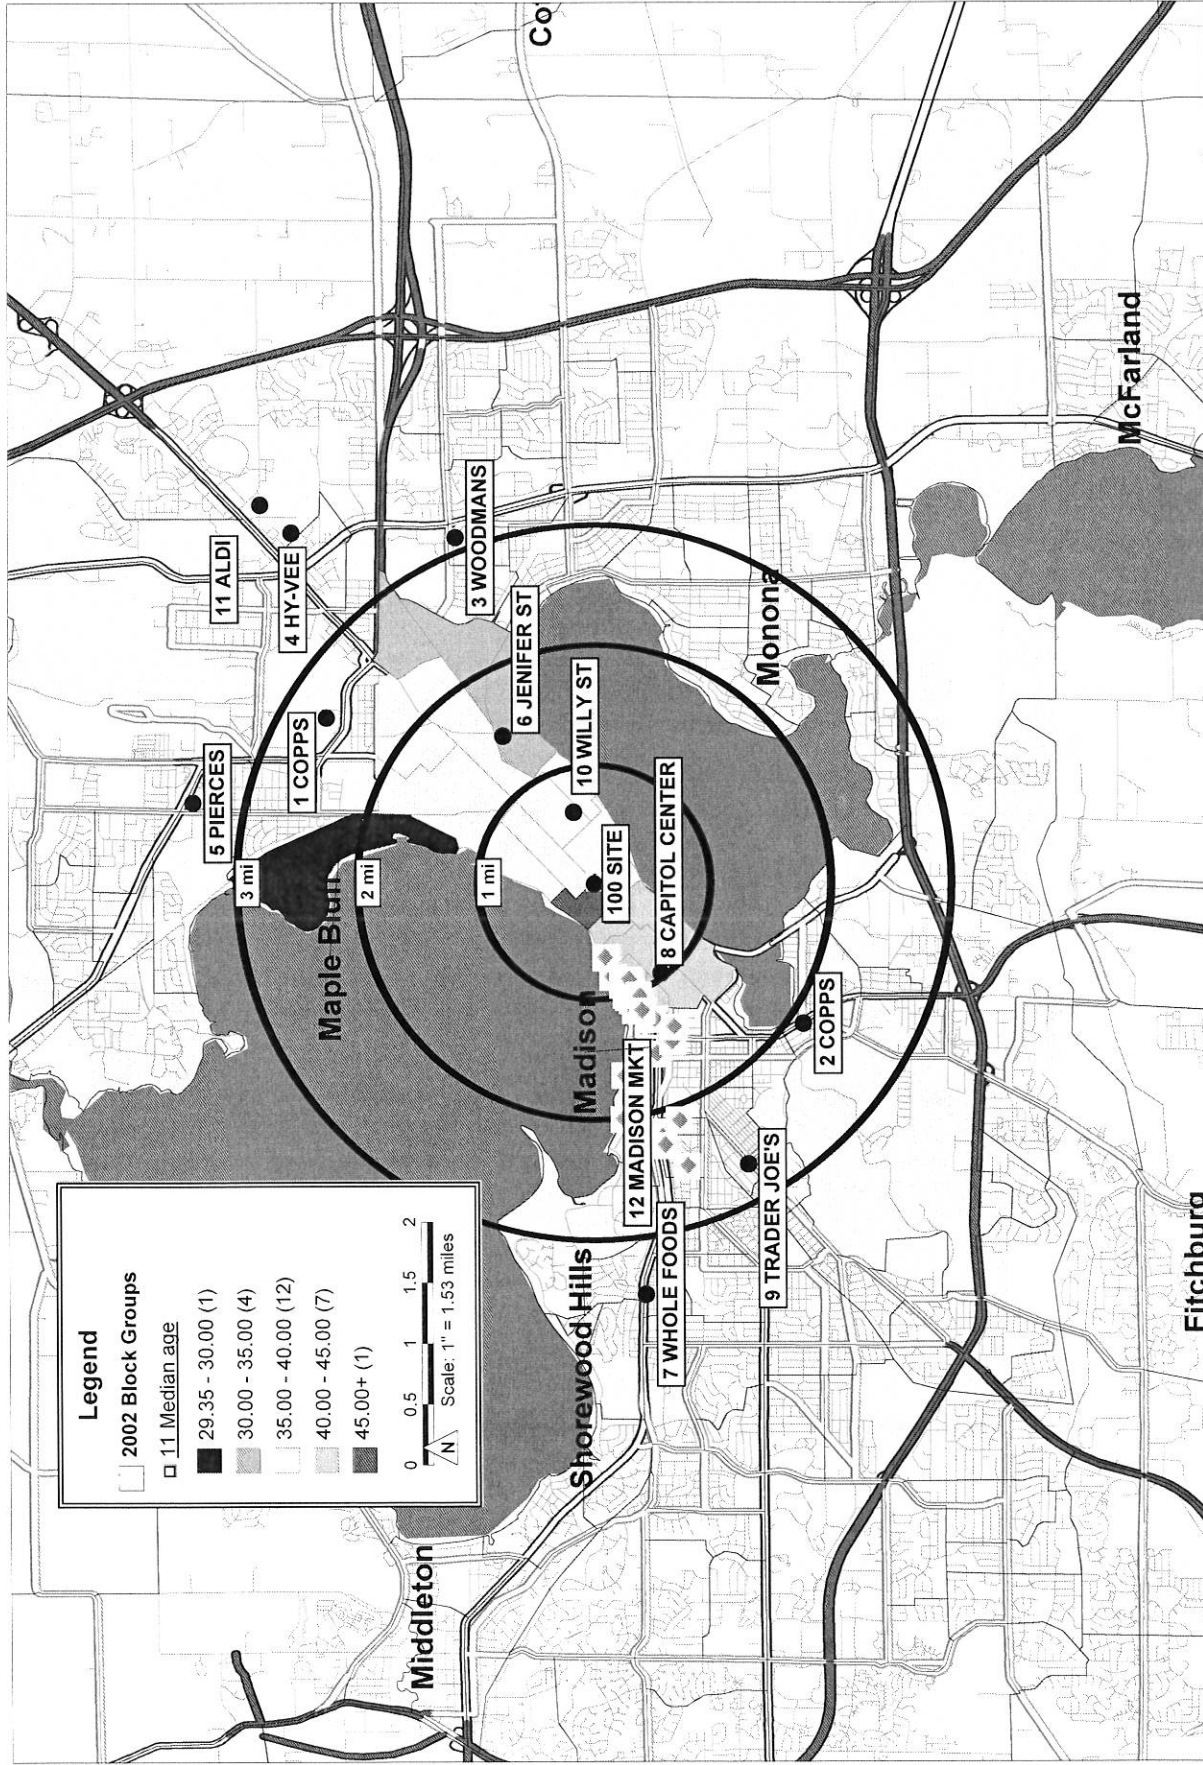 Legend
2002 Block Groups
11 Median age
29.35 - 30.00 (1)
30.00 - 35.00 (4)
35.00 - 40.00 (12)
40.00 - 45.00 (7)
45.00+ (1)
0 0.5 1 1.5 2
N
Scale: 1" = 1.53 miles
Middleton
Shorewood Hills
Maple Bluff
Madison
Monona
McFarland
Fitchburg
Co
3 mi
2 mi
1 mi
5 PIERCES
1 COPPS
11 ALDI
4 HY-VEE
3 WOODMANS
6 JENIFER ST
10 WILLY ST
100 SITE
8 CAPITOL CENTER
12 MADISON MKT
2 COPPS
7 WHOLE FOODS
9 TRADER JOE'S